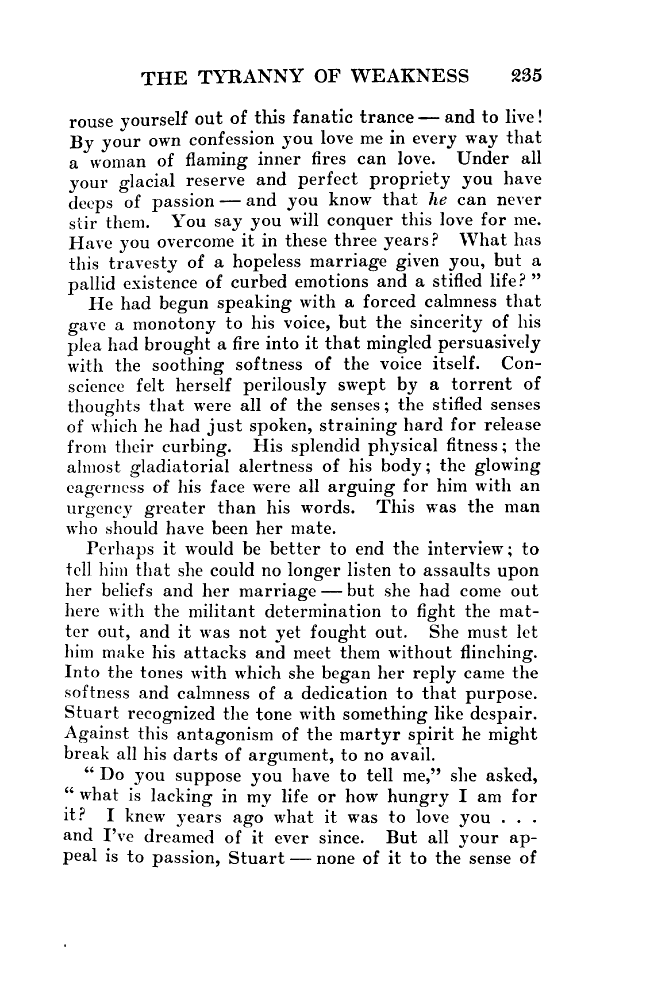 THE TYRANNY OF WEAKNESS 235
rouse yourself out of this fanatic trance — and to live!
By your own confession you love me in every way that
a woman of flaming inner fires can love. Under all
your glacial reserve and perfect propriety you have
deeps of passion — and you know that he can never
stir them. You say you will conquer this love for me.
Have you overcome it in these three years? What has
this travesty of a hopeless marriage given you, but a
pallid existence of curbed emotions and a stifled life? "
He had begun speaking with a forced calmness that
gave a monotony to his voice, but the sincerity of his
plea had brought a fire into it that mingled persuasively
with the soothing softness of the voice itself. Con-
science felt herself perilously swept by a torrent of
thoughts that were all of the senses; the stifled senses
of which he had just spoken, straining hard for release
from their curbing. His splendid physical fitness; the
almost gladiatorial alertness of his body; the glowing
eagerness of his face were all arguing for him with an
urgency greater than his words. This was the man
who should have been her mate.
Perhaps it would be better to end the interview; to
tell him that she could no longer listen to assaults upon
her beliefs and her marriage — but she had come out
here with the militant determination to fight the mat-
ter out, and it was not yet fought out. She must let
him make his attacks and meet them without flinching.
Into the tones with which she began her reply came the
softness and calmness of a dedication to that purpose.
Stuart recognized the tone with something like despair.
Against this antagonism of the martyr spirit he might
break all his darts of argument, to no avail.
" Do you suppose you have to tell me," she asked,
" what is lacking in my life or how hungry I am for
it? I knew years ago what it was to love you . . .
and I've dreamed of it ever since. But all your ap-
peal is to passion, Stuart — none of it to the sense of